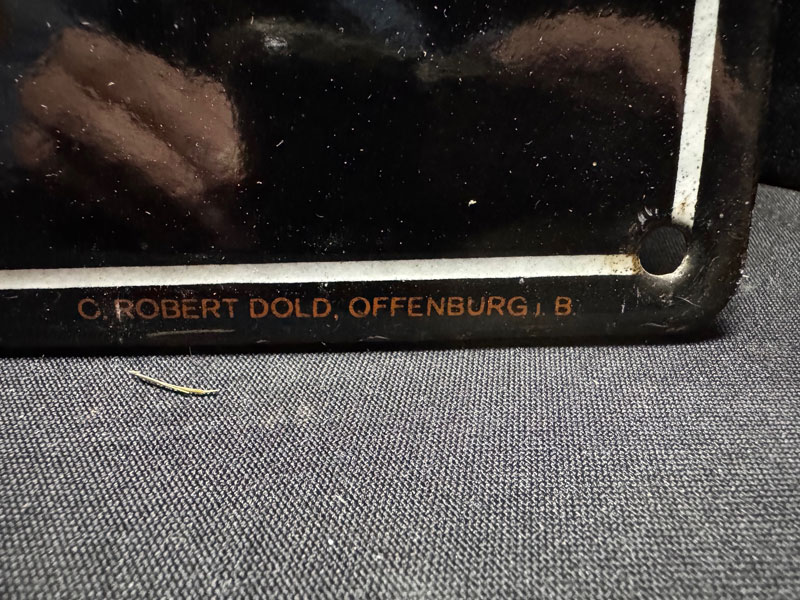 C. ROBERT DOLD, OFFENBURG i. B.